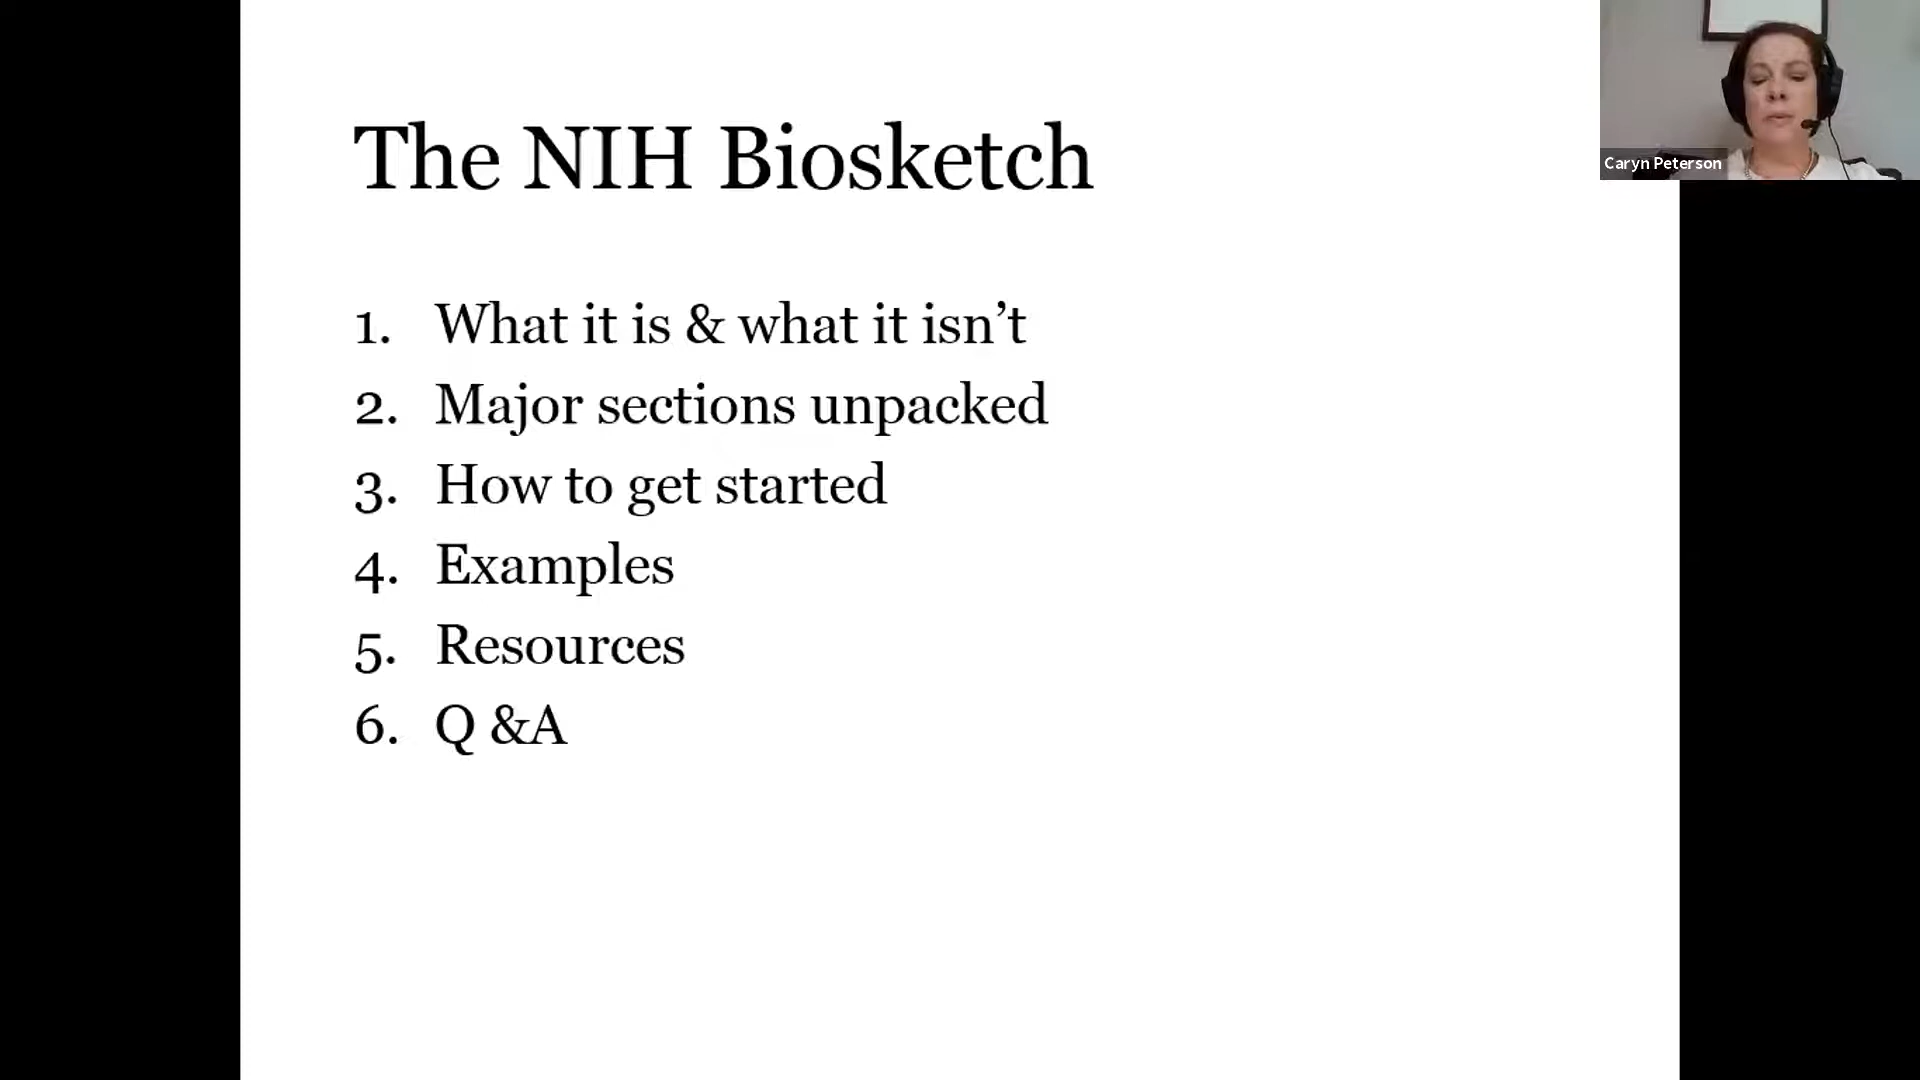 The NIH Biosketch
1. What it is & what it isn’t
2. Major sections unpacked
3. How to get started
4. Examples
5. Resources
6. Q &A
Caryn Peterson